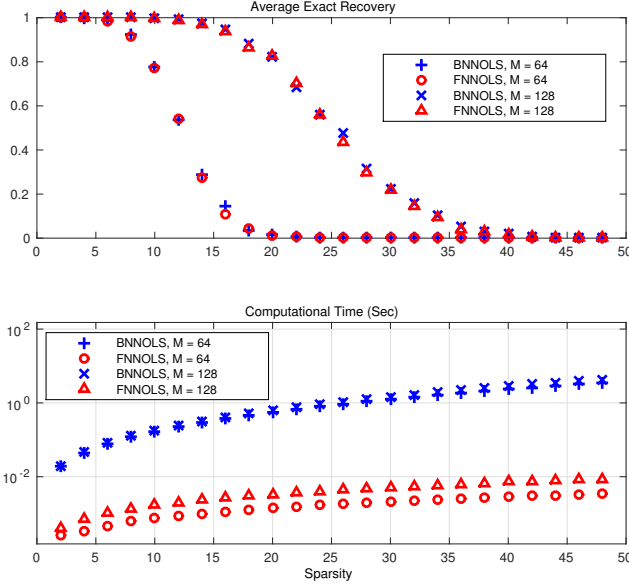 Average Exact Recovery
1
0.8
0.6
0.4
0.2
0
BNNOLS, M = 64
FNNOLS, M = 64
BNNOLS, M = 128
FNNOLS, M = 128
0 5 10 15 20 25 30 35 40 45 50
Computational Time (Sec)
10^2
10^0
10^-2
BNNOLS, M = 64
FNNOLS, M = 64
BNNOLS, M = 128
FNNOLS, M = 128
0 5 10 15 20 25 30 35 40 45 50
Sparsity